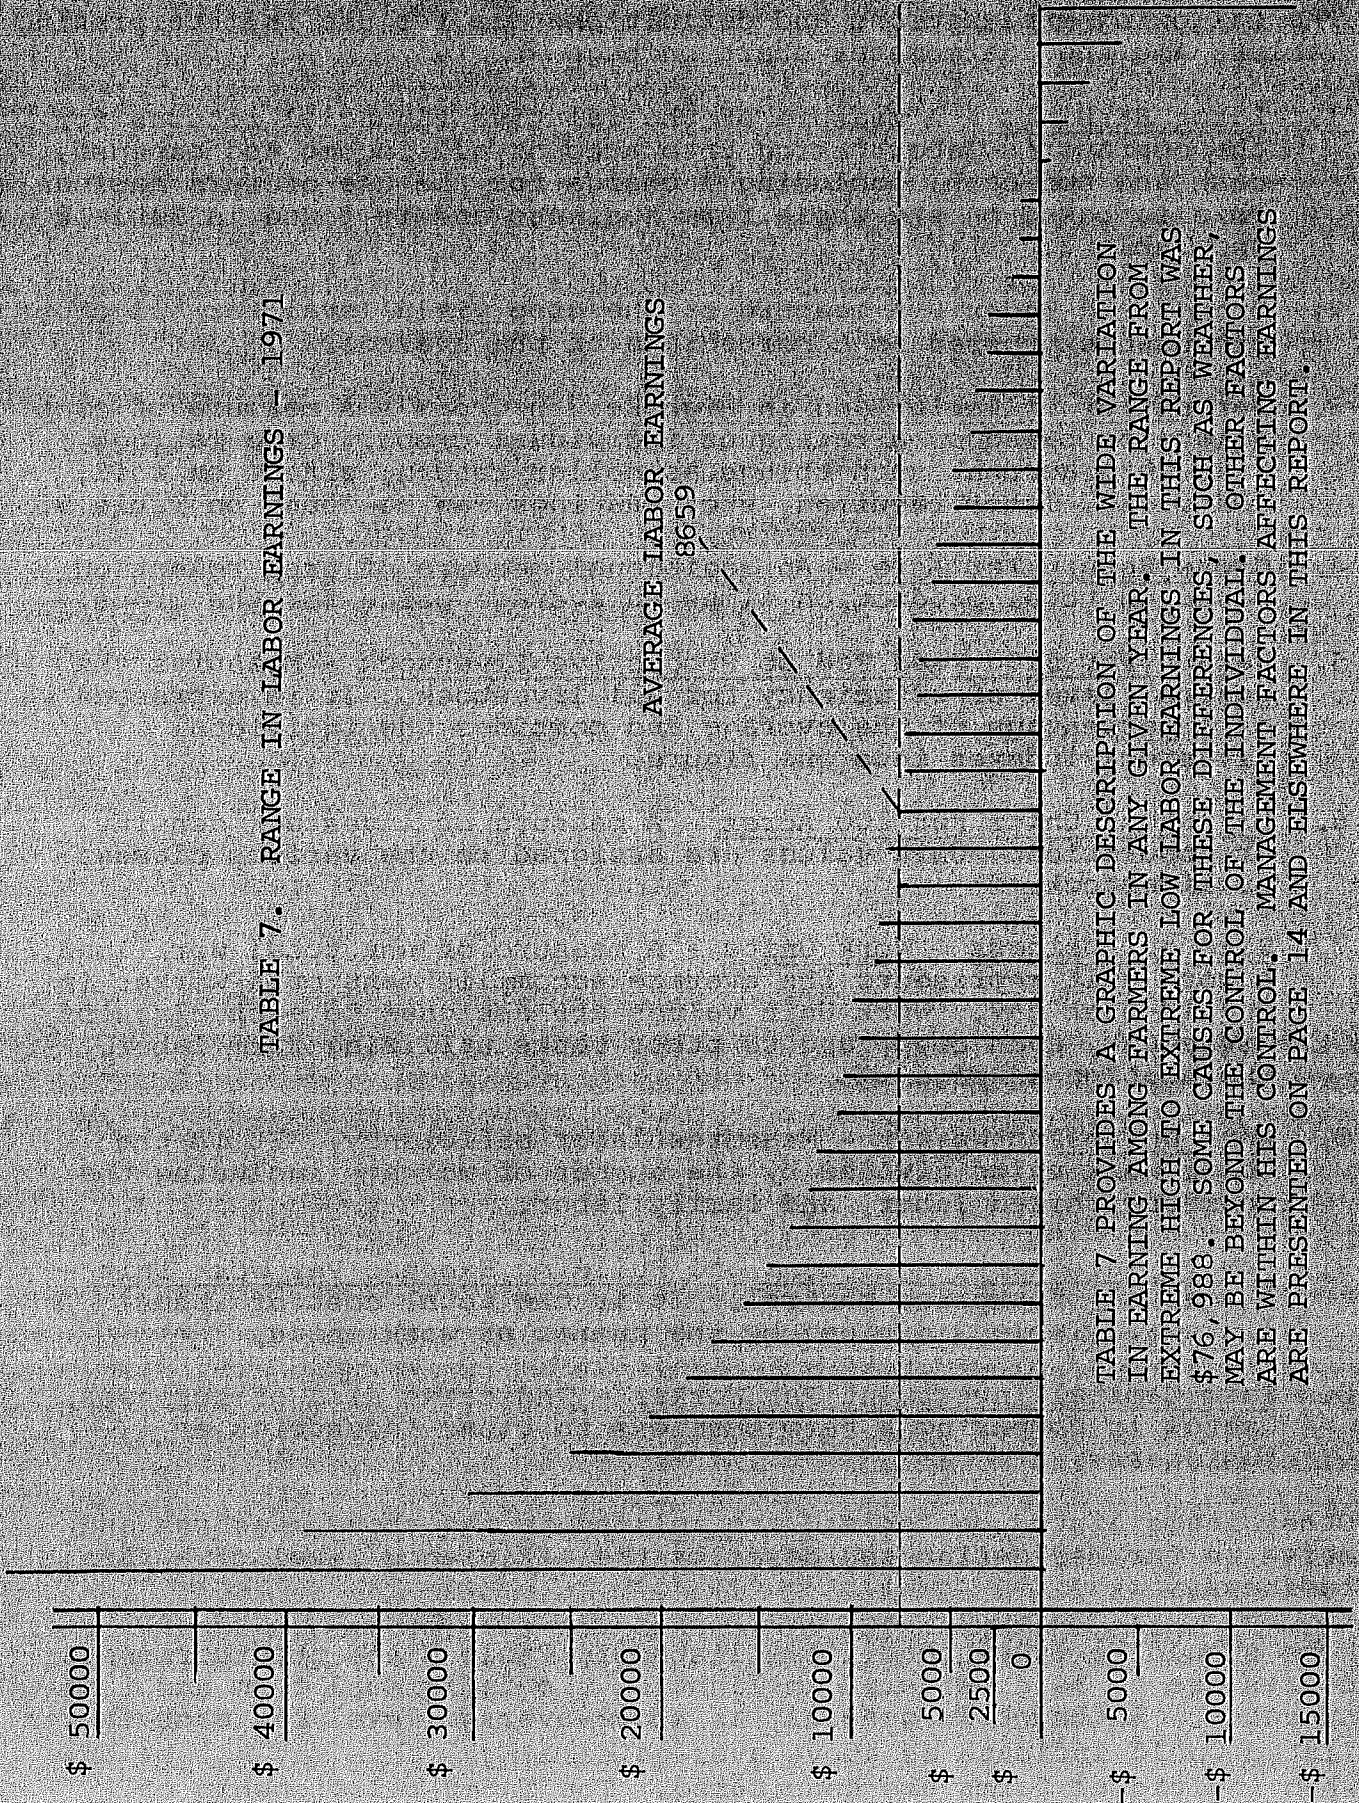 TABLE 7. RANGE IN LABOR EARNINGS - 1971
$ 50000
$ 40000
$ 30000
$ 20000
$ 10000
$ 5000
$ 2500
0
-$ 5000
-$ 10000
-$ 15000
AVERAGE LABOR EARNINGS
8659
TABLE 7 PROVIDES A GRAPHIC DESCRIPTION OF THE WIDE VARIATION
IN EARNING AMONG FARMERS IN ANY GIVEN YEAR. THE RANGE FROM
EXTREME HIGH TO EXTREME LOW LABOR EARNINGS IN THIS REPORT WAS
$76,988. SOME CAUSES FOR THESE DIFFERENCES, SUCH AS WEATHER,
MAY BE BEYOND THE CONTROL OF THE INDIVIDUAL. OTHER FACTORS
ARE WITHIN HIS CONTROL. MANAGEMENT FACTORS AFFECTING EARNINGS
ARE PRESENTED ON PAGE 14 AND ELSEWHERE IN THIS REPORT.